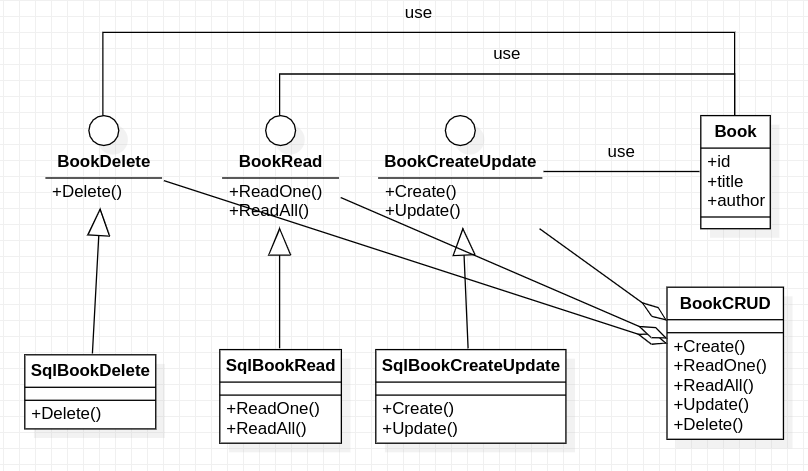 use
use
BookDelete
+Delete()
BookRead
+ReadOne()
+ReadAll()
BookCreateUpdate
+Create()
+Update()
use
Book
+id
+title
+author
SqlBookDelete
+Delete()
SqlBookRead
+ReadOne()
+ReadAll()
SqlBookCreateUpdate
+Create()
+Update()
BookCRUD
+Create()
+ReadOne()
+ReadAll()
+Update()
+Delete()